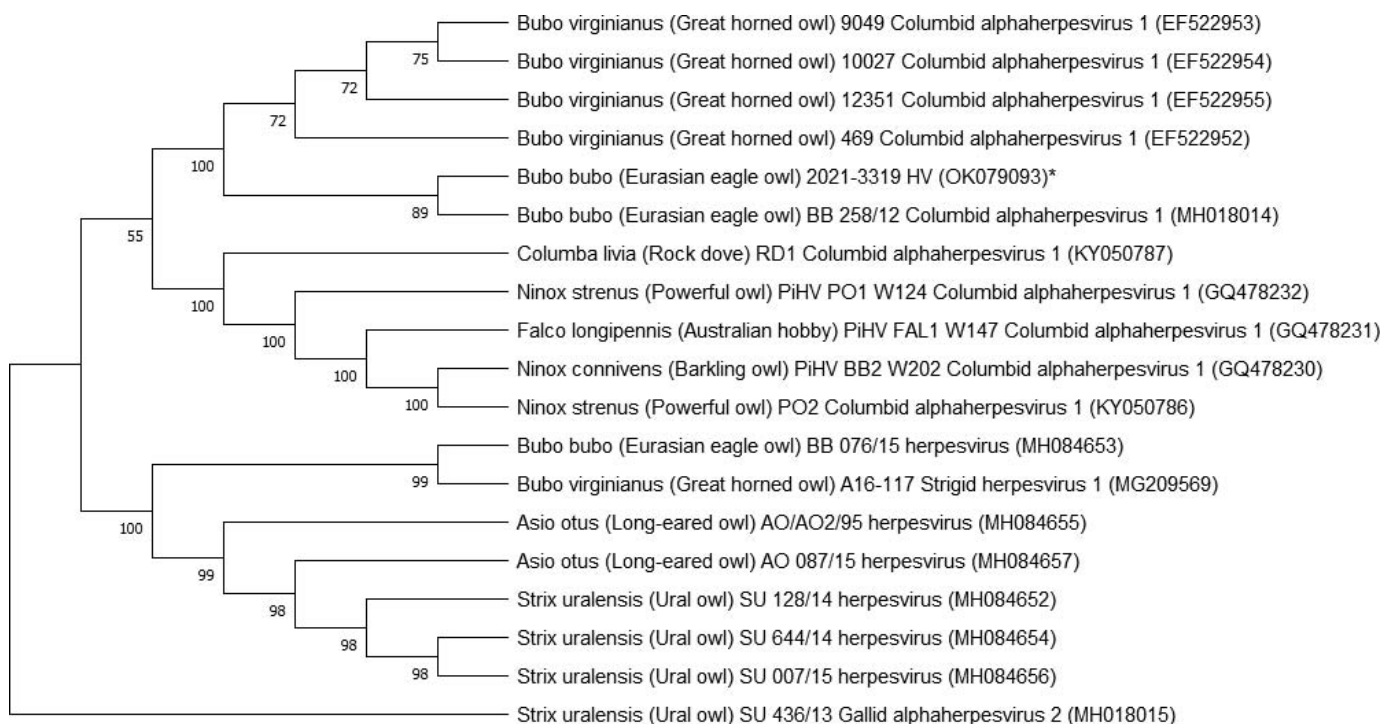 Bubo virginianus (Great horned owl) 9049 Columbid alphaherpesvirus 1 (EF522953)
75
Bubo virginianus (Great horned owl) 10027 Columbid alphaherpesvirus 1 (EF522954)
72
Bubo virginianus (Great horned owl) 12351 Columbid alphaherpesvirus 1 (EF522955)
72
Bubo virginianus (Great horned owl) 469 Columbid alphaherpesvirus 1 (EF522952)
100
Bubo bubo (Eurasian eagle owl) 2021-3319 HV (OK079093)*
89
Bubo bubo (Eurasian eagle owl) BB 258/12 Columbid alphaherpesvirus 1 (MH018014)
55
Columba livia (Rock dove) RD1 Columbid alphaherpesvirus 1 (KY050787)
100
Ninox strenus (Powerful owl) PiHV PO1 W124 Columbid alphaherpesvirus 1 (GQ478232)
100
Falco longipennis (Australian hobby) PiHV FAL1 W147 Columbid alphaherpesvirus 1 (GQ478231)
100
Ninox connivens (Barkling owl) PiHV BB2 W202 Columbid alphaherpesvirus 1 (GQ478230)
100
Ninox strenus (Powerful owl) PO2 Columbid alphaherpesvirus 1 (KY050786)
Bubo bubo (Eurasian eagle owl) BB 076/15 herpesvirus (MH084653)
99
Bubo virginianus (Great horned owl) A16-117 Strigid herpesvirus 1 (MG209569)
100
Asio otus (Long-eared owl) AO/AO2/95 herpesvirus (MH084655)
99
Asio otus (Long-eared owl) AO 087/15 herpesvirus (MH084657)
98
Strix uralensis (Ural owl) SU 128/14 herpesvirus (MH084652)
98
Strix uralensis (Ural owl) SU 644/14 herpesvirus (MH084654)
98
Strix uralensis (Ural owl) SU 007/15 herpesvirus (MH084656)
Strix uralensis (Ural owl) SU 436/13 Gallid alphaherpesvirus 2 (MH018015)